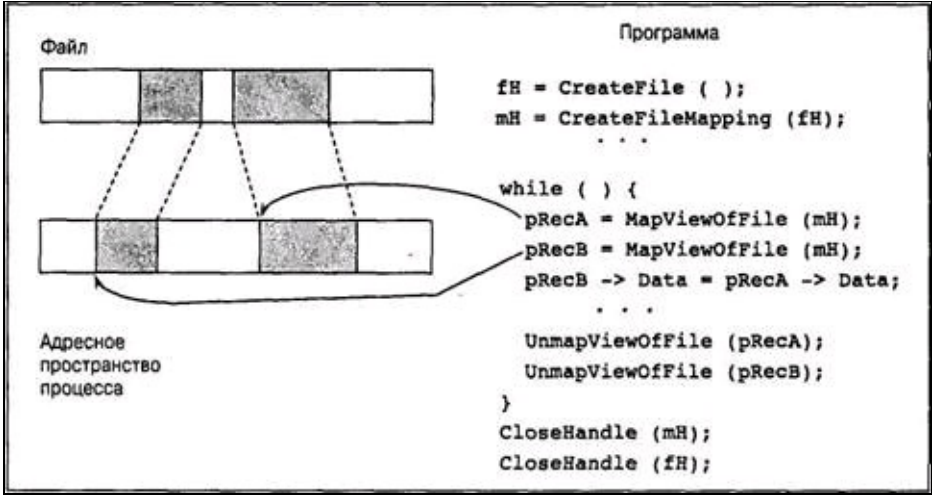 Файл
Адресное
пространство
процесса
Программа
fH = CreateFile ( );
mH = CreateFileMapping (fH);
. . .
while ( ) {
pRecA = MapViewOfFile (mH);
pRecB = MapViewOfFile (mH);
pRecB -> Data = pRecA -> Data;
. . .
UnmapViewOfFile (pRecA);
UnmapViewOfFile (pRecB);
}
CloseHandle (mH);
CloseHandle (fH);